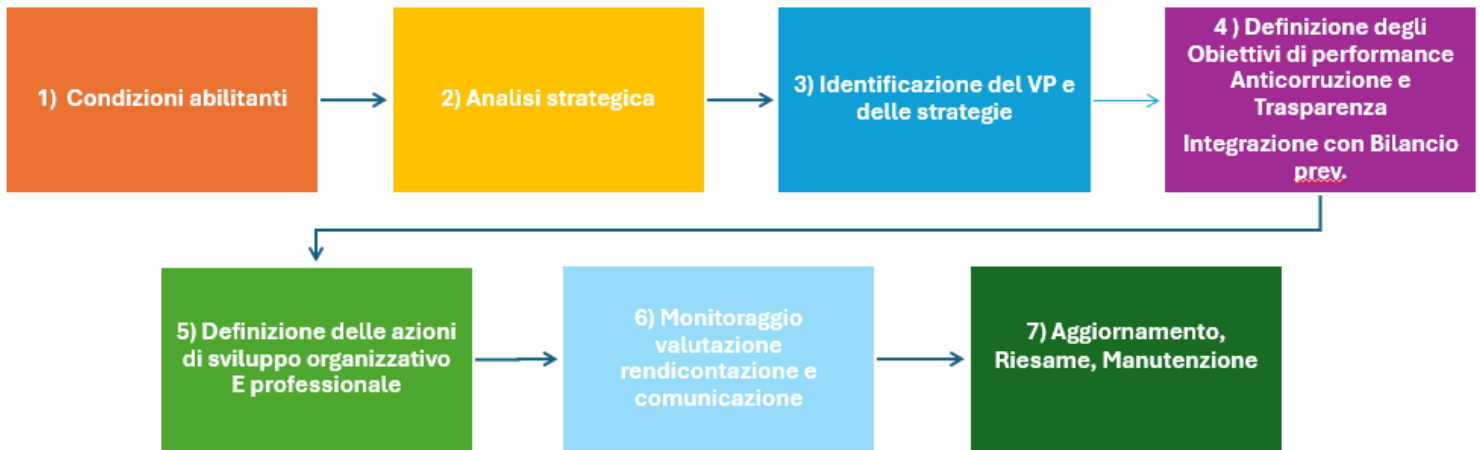 1) Condizioni abilitanti
2) Analisi strategica
3) Identificazione del VP e
delle strategie
4 ) Definizione degli
Obiettivi di performance
Anticorruzione e
Trasparenza
Integrazione con Bilancio
prev.
5) Definizione delle azioni
di sviluppo organizzativo
E professionale
6) Monitoraggio
valutazione
rendicontazione e
comunicazione
7) Aggiornamento,
Riesame, Manutenzione